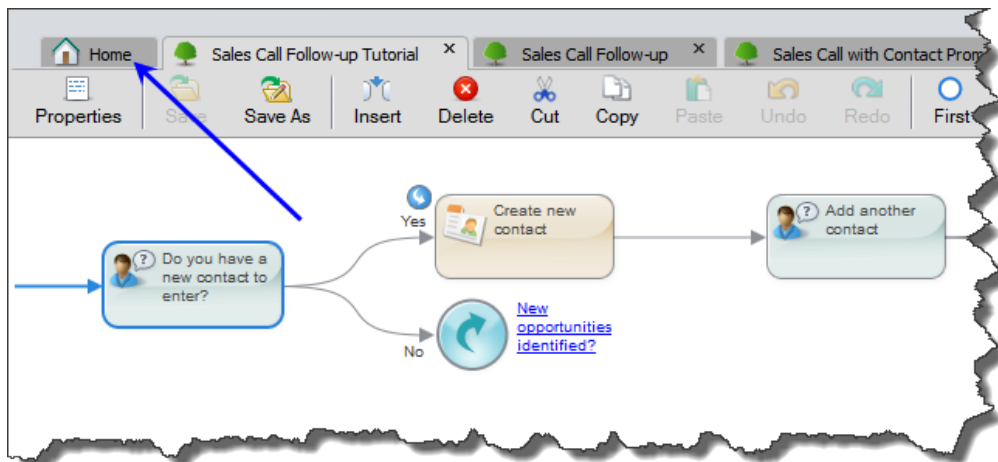 Home
Sales Call Follow-up Tutorial
Sales Call Follow-up
Sales Call with Contact
Properties
Save
Save As
Insert
Delete
Cut
Copy
Paste
Undo
Redo
First
Do you have a
new contact to
enter?
Yes
Create new
contact
Add another
contact
No
New
opportunities
identified?